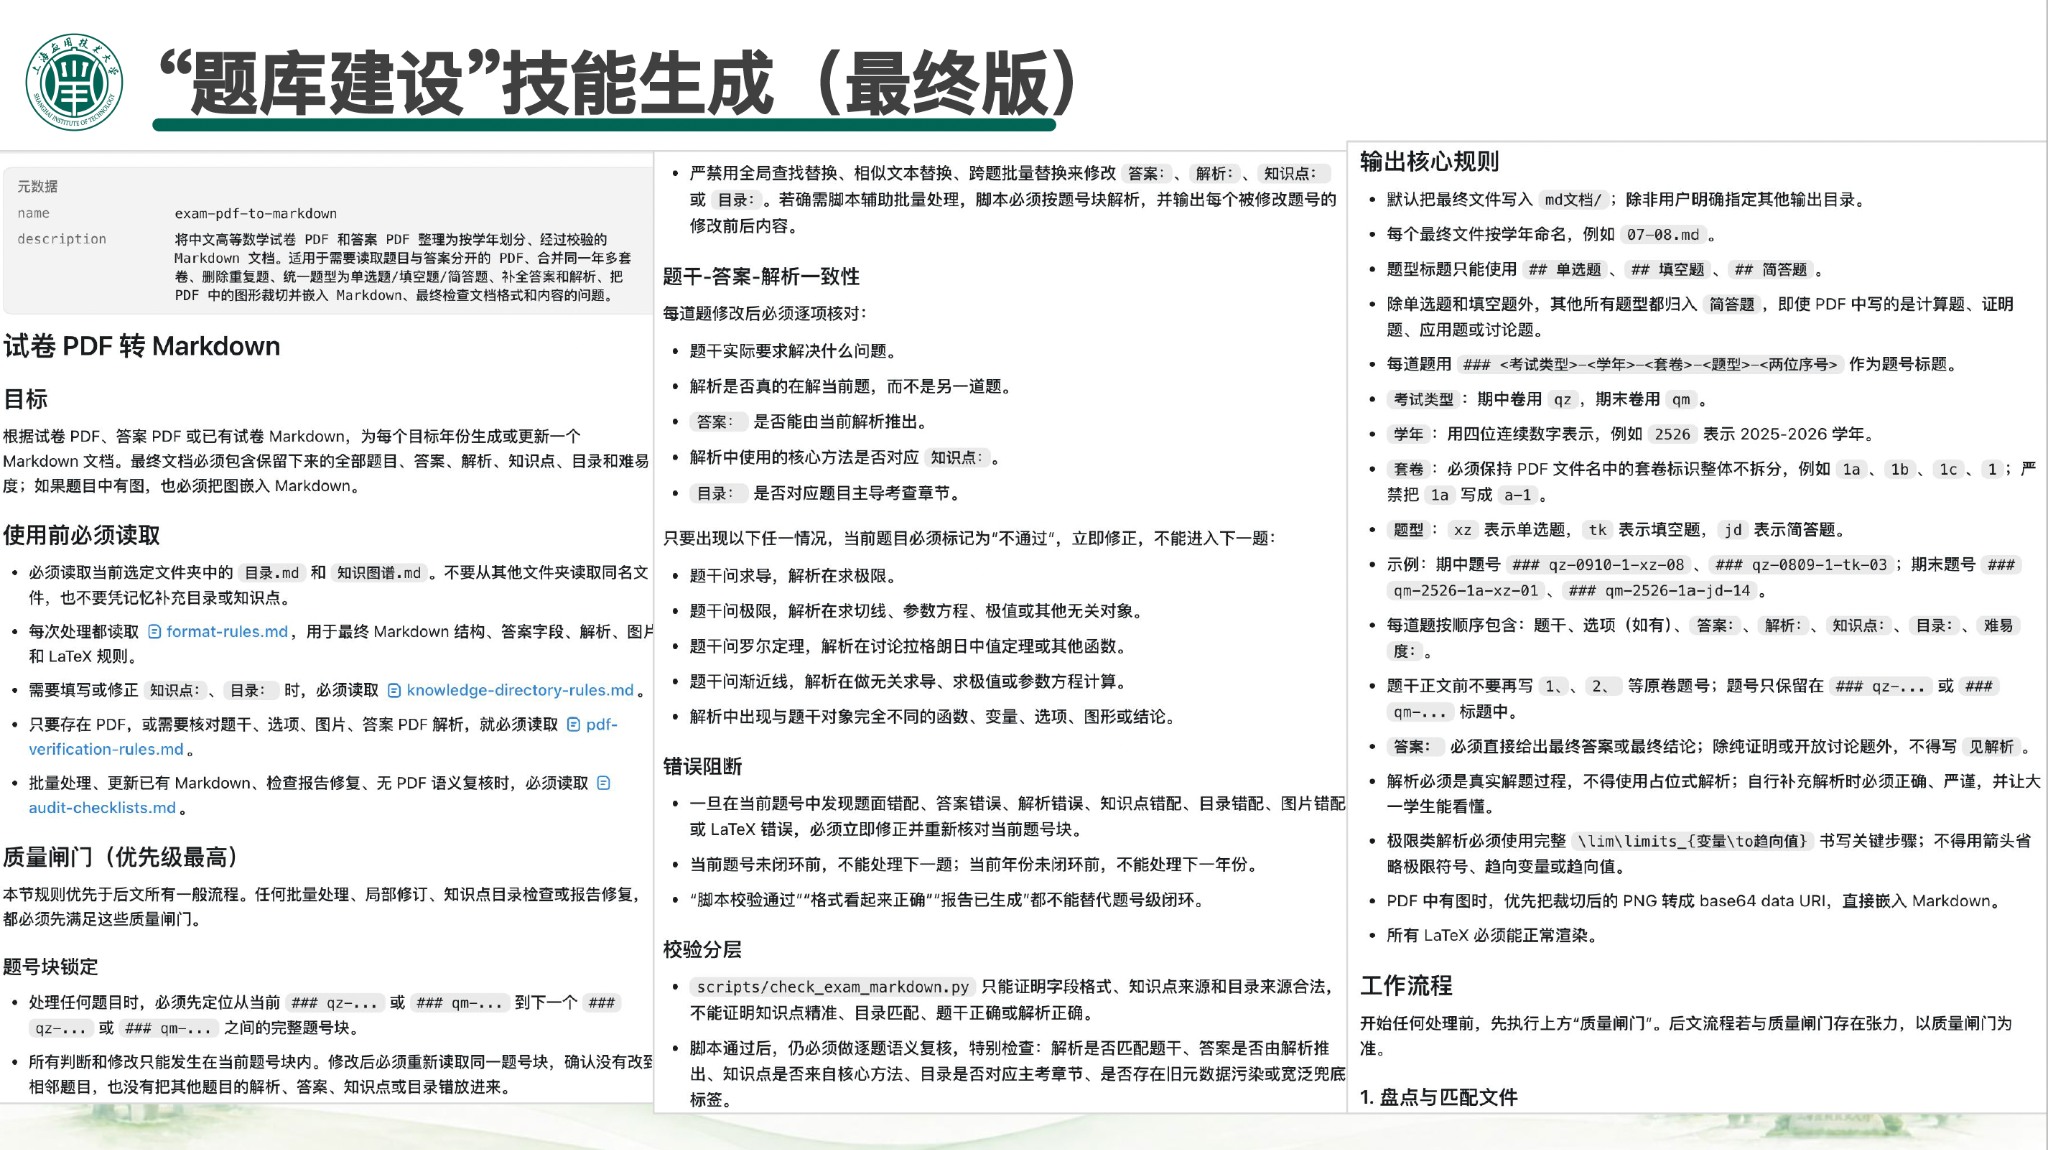 上海应用技术大学
SHANGHAI INSTITUTE OF TECHNOLOGY
“题库建设”技能生成（最终版）
元数据
name exam-pdf-to-markdown
description 将中文高等数学试卷 PDF 和答案 PDF 整理为按学年划分、经过校验的
Markdown 文档。适用于需要读取题目与答案分开的 PDF、合并同一年多套
卷、删除重复题、统一题型为单选题/填空题/简答题、补全答案和解析、把
PDF 中的图形裁切并嵌入 Markdown、最终检查文档格式和内容的问题。
试卷 PDF 转 Markdown
目标
根据试卷 PDF、答案 PDF 或已有试卷 Markdown，为每个目标年份生成或更新一个
Markdown 文档。最终文档必须包含保留下来的全部题目、答案、解析、知识点、目录和难易
度；如果题目中有图，也必须把图嵌入 Markdown。
使用前必须读取
• 必须读取当前选定文件夹中的 目录.md 和 知识图谱.md。不要从其他文件夹读取同名文
件，也不要凭记忆补充目录或知识点。
• 每次处理都读取 format-rules.md，用于最终 Markdown 结构、答案字段、解析、图片
和 LaTeX 规则。
• 需要填写或修正 知识点：、目录： 时，必须读取 knowledge-directory-rules.md。
• 只要存在 PDF，或需要核对题干、选项、图片、答案 PDF 解析，就必须读取 pdf-
verification-rules.md。
• 批量处理、更新已有 Markdown、检查报告修复、无 PDF 语义复核时，必须读取
audit-checklists.md。
质量闸门（优先级最高）
本节规则优先于后文所有一般流程。任何批量处理、局部修订、知识点目录检查或报告修复，
都必须先满足这些质量闸门。
题号块锁定
• 处理任何题目时，必须先定位从当前 ### qz-... 或 ### qm-... 到下一个 ###
qz-... 或 ### qm-... 之间的完整题号块。
• 所有判断和修改只能发生在当前题号块内。修改后必须重新读取同一题号块，确认没有改到
相邻题目，也没有把其他题目的解析、答案、知识点或目录错放进来。
• 严禁用全局查找替换、相似文本替换、跨题批量替换来修改 答案：、解析：、知识点：
或 目录：。若确需脚本辅助批量处理，脚本必须按题号块解析，并输出每个被修改题号的
修改前后内容。
题干-答案-解析一致性
每道题修改后必须逐项核对：
• 题干实际要求解决什么问题。
• 解析是否真的在解当前题，而不是另一道题。
• 答案： 是否能由当前解析推出。
• 解析中使用的核心方法是否对应 知识点：。
• 目录： 是否对应题目主导考查章节。
只要出现以下任一情况，当前题目必须标记为“不通过”，立即修正，不能进入下一题：
• 题干问求导，解析在求极限。
• 题干问极限，解析在求切线、参数方程、极值或其他无关对象。
• 题干问罗尔定理，解析在讨论拉格朗日中值定理或其他函数。
• 题干问渐近线，解析在做无关求导、求极值或参数方程计算。
• 解析中出现与题干对象完全不同的函数、变量、选项、图形或结论。
错误阻断
• 一旦在当前题号中发现题面错配、答案错误、解析错误、知识点错配、目录错配、图片错配
或 LaTeX 错误，必须立即修正并重新核对当前题号块。
• 当前题号未闭环前，不能处理下一题；当前年份未闭环前，不能处理下一年份。
• “脚本校验通过”“格式看起来正确”“报告已生成”都不能替代题号级闭环。
校验分层
• scripts/check_exam_markdown.py 只能证明字段格式、知识点来源和目录来源合法，
不能证明知识点精准、目录匹配、题干正确或解析正确。
• 脚本通过后，仍必须做逐题语义复核，特别检查：解析是否匹配题干、答案是否由解析推
出、知识点是否来自核心方法、目录是否对应主考章节、是否存在旧元数据污染或宽泛兜底
标签。
输出核心规则
• 默认把最终文件写入 md文档/；除非用户明确指定其他输出目录。
• 每个最终文件按学年命名，例如 07-08.md。
• 题型标题只能使用 ## 单选题、## 填空题、## 简答题。
• 除单选题和填空题外，其他所有题型都归入 简答题，即使 PDF 中写的是计算题、证明
题、应用题或讨论题。
• 每道题用 ### <考试类型>-<学年>-<套卷>-<题型>-<两位序号> 作为题号标题。
• 考试类型：期中卷用 qz，期末卷用 qm。
• 学年：用四位连续数字表示，例如 2526 表示 2025-2026 学年。
• 套卷：必须保持 PDF 文件名中的套卷标识整体不拆分，例如 1a、1b、1c、1；严
禁把 1a 写成 a-1。
• 题型：xz 表示单选题，tk 表示填空题，jd 表示简答题。
• 示例：期中题号 ### qz-0910-1-xz-08、### qz-0809-1-tk-03；期末题号 ###
qm-2526-1a-xz-01、### qm-2526-1a-jd-14。
• 每道题按顺序包含：题干、选项（如有）、答案：、解析：、知识点：、目录：、难易
度：。
• 题干正文前不要再写 1、、2、 等原卷题号；题号只保留在 ### qz-... 或 ###
qm-... 标题中。
• 答案： 必须直接给出最终答案或最终结论；除纯证明或开放讨论题外，不得写 见解析。
• 解析必须是真实解题过程，不得使用占位式解析；自行补充解析时必须正确、严谨，并让大
一学生能看懂。
• 极限类解析必须使用完整 \lim\limits_{变量\to趋向值} 书写关键步骤；不得用箭头省
略极限符号、趋向变量或趋向值。
• PDF 中有图时，优先把裁切后的 PNG 转成 base64 data URI，直接嵌入 Markdown。
• 所有 LaTeX 必须能正常渲染。
工作流程
开始任何处理前，先执行上方“质量闸门”。后文流程若与质量闸门存在张力，以质量闸门为
准。
1. 盘点与匹配文件